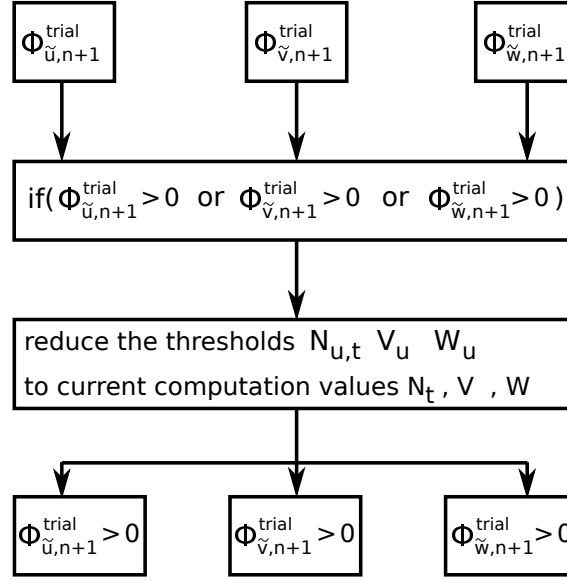 Φ^trial_ũ,n+1 Φ^trial_ṽ,n+1 Φ^trial_w̃,n+1
if( Φ^trial_ũ,n+1 >0 or Φ^trial_ṽ,n+1 >0 or Φ^trial_w̃,n+1 >0 )
reduce the thresholds N_u,t V_u W_u
to current computation values N_t , V , W
Φ^trial_ũ,n+1 >0 Φ^trial_ṽ,n+1 >0 Φ^trial_w̃,n+1 >0